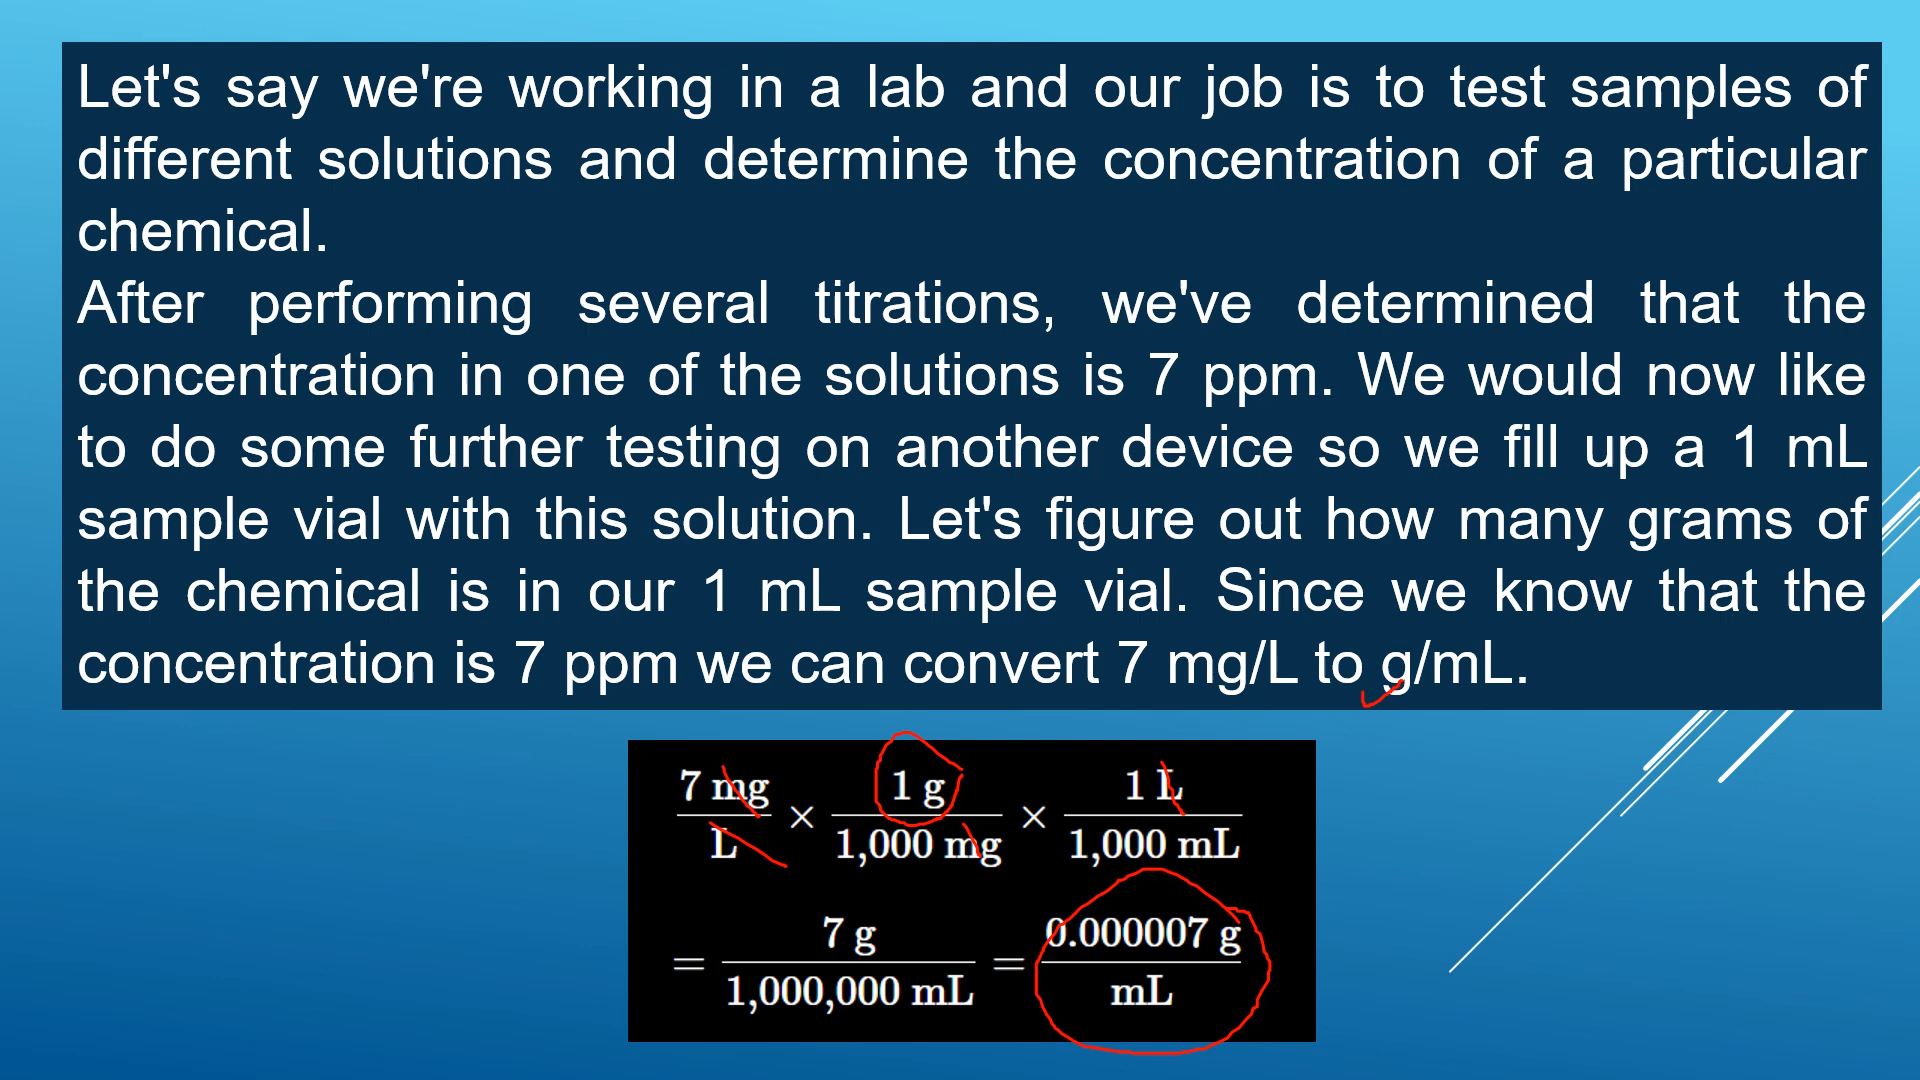 Let's say we're working in a lab and our job is to test samples of
different solutions and determine the concentration of a particular
chemical.
After performing several titrations, we've determined that the
concentration in one of the solutions is 7 ppm. We would now like
to do some further testing on another device so we fill up a 1 mL
sample vial with this solution. Let's figure out how many grams of
the chemical is in our 1 mL sample vial. Since we know that the
concentration is 7 ppm we can convert 7 mg/L to g/mL.
7 mg 1 g 1 L
× ×
L 1,000 mg 1,000 mL
7 g 0.000007 g
= =
1,000,000 mL mL